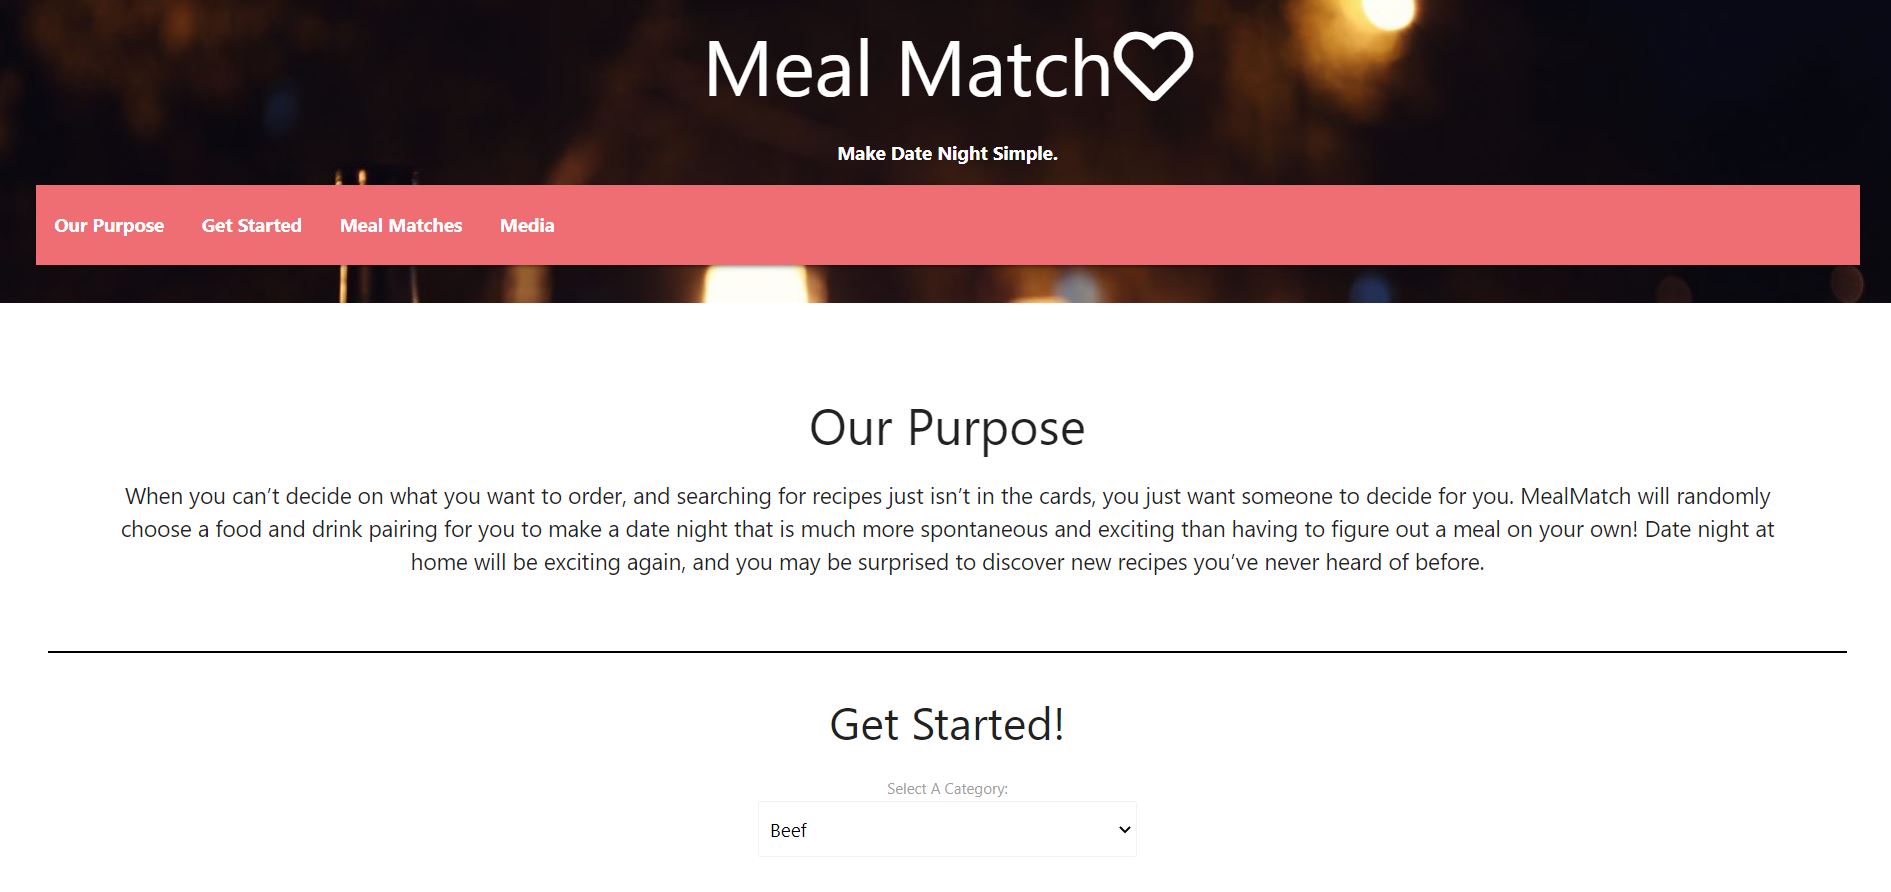 Meal Match
Make Date Night Simple.
Our Purpose Get Started Meal Matches Media
Our Purpose
When you can’t decide on what you want to order, and searching for recipes just isn’t in the cards, you just want someone to decide for you. MealMatch will randomly
choose a food and drink pairing for you to make a date night that is much more spontaneous and exciting than having to figure out a meal on your own! Date night at
home will be exciting again, and you may be surprised to discover new recipes you’ve never heard of before.
Get Started!
Select A Category:
Beef